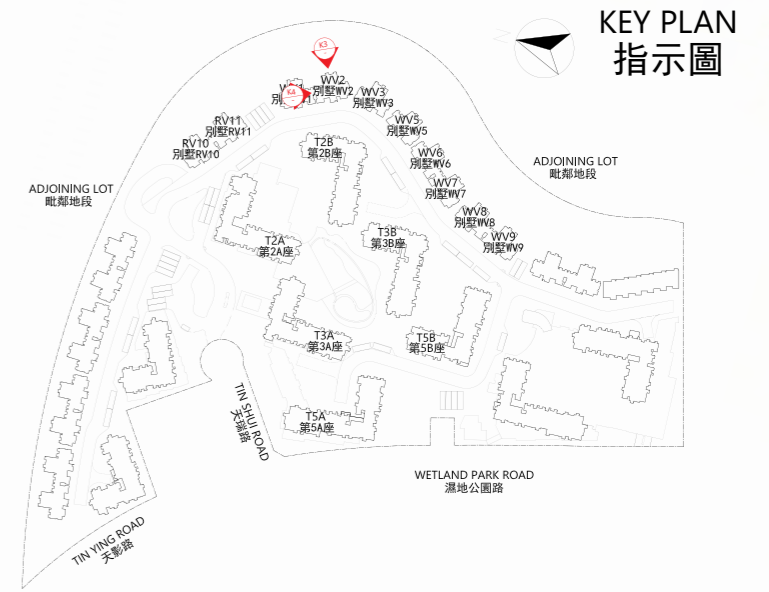 KEY PLAN
指示圖
N
K3
K4
WV2
別墅WV2
WV3
別墅WV3
RV11
別墅RV11
WV5
別墅WV5
RV10
別墅RV10
T2B
第2B座
WV6
別墅WV6
ADJOINING LOT
毗鄰地段
WV7
別墅WV7
ADJOINING LOT
毗鄰地段
WV8
別墅WV8
T2A
第2A座
T3B
第3B座
WV9
別墅WV9
T3A
第3A座
T5B
第5B座
TIN SHUI ROAD
天瑞路
T5A
第5A座
WETLAND PARK ROAD
濕地公園路
TIN YING ROAD
天影路